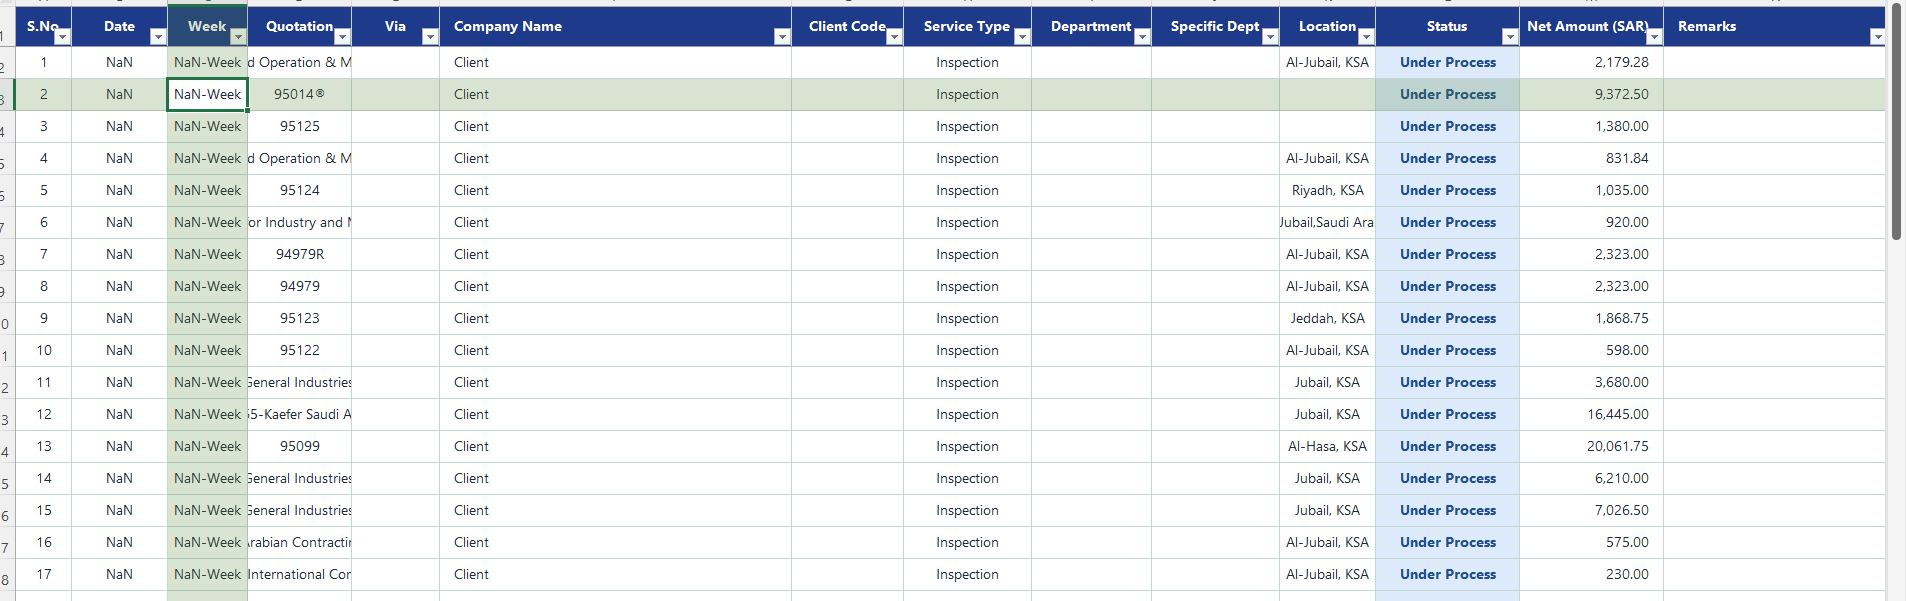 S.No Date Week Quotation Via Company Name Client Code Service Type Department Specific Dept Location Status Net Amount (SAR) Remarks
1 NaN NaN-Week d Operation & M Client Inspection Al-Jubail, KSA Under Process 2,179.28
2 NaN NaN-Week 95014® Client Inspection Under Process 9,372.50
3 NaN NaN-Week 95125 Client Inspection Under Process 1,380.00
4 NaN NaN-Week d Operation & M Client Inspection Al-Jubail, KSA Under Process 831.84
5 NaN NaN-Week 95124 Client Inspection Riyadh, KSA Under Process 1,035.00
6 NaN NaN-Week for Industry and Client Inspection Jubail,Saudi Ara Under Process 920.00
7 NaN NaN-Week 94979R Client Inspection Al-Jubail, KSA Under Process 2,323.00
8 NaN NaN-Week 94979 Client Inspection Al-Jubail, KSA Under Process 2,323.00
9 NaN NaN-Week 95123 Client Inspection Jeddah, KSA Under Process 1,868.75
10 NaN NaN-Week 95122 Client Inspection Al-Jubail, KSA Under Process 598.00
11 NaN NaN-Week General Industries Client Inspection Jubail, KSA Under Process 3,680.00
12 NaN NaN-Week 55-Kaefer Saudi A Client Inspection Jubail, KSA Under Process 16,445.00
13 NaN NaN-Week 95099 Client Inspection Al-Hasa, KSA Under Process 20,061.75
14 NaN NaN-Week General Industries Client Inspection Jubail, KSA Under Process 6,210.00
15 NaN NaN-Week General Industries Client Inspection Jubail, KSA Under Process 7,026.50
16 NaN NaN-Week Arabian Contractin Client Inspection Al-Jubail, KSA Under Process 575.00
17 NaN NaN-Week International Cor Client Inspection Al-Jubail, KSA Under Process 230.00